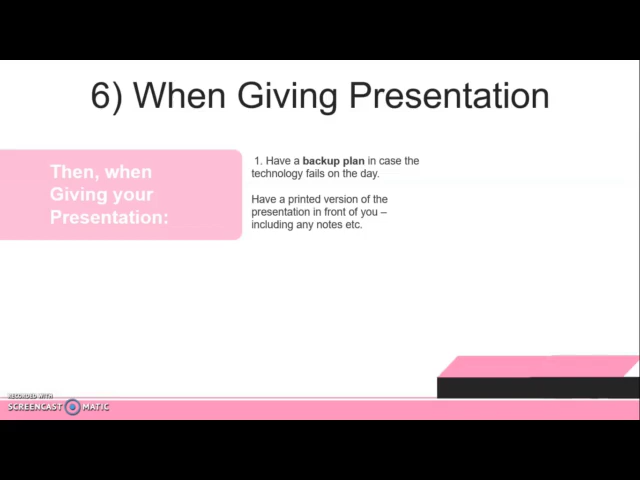 6) When Giving Presentation
Then, when
Giving your
Presentation:
1. Have a backup plan in case the
technology fails on the day.
Have a printed version of the
presentation in front of you –
including any notes etc.
RECORDED WITH
SCREENCAST MATIC